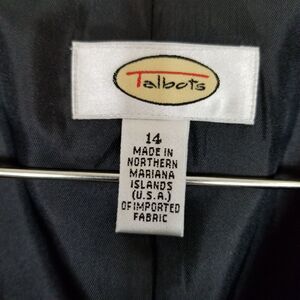 Talbots
14
MADE IN
NORTHERN
MARIANA
ISLANDS
(U.S.A.)
OF IMPORTED
FABRIC